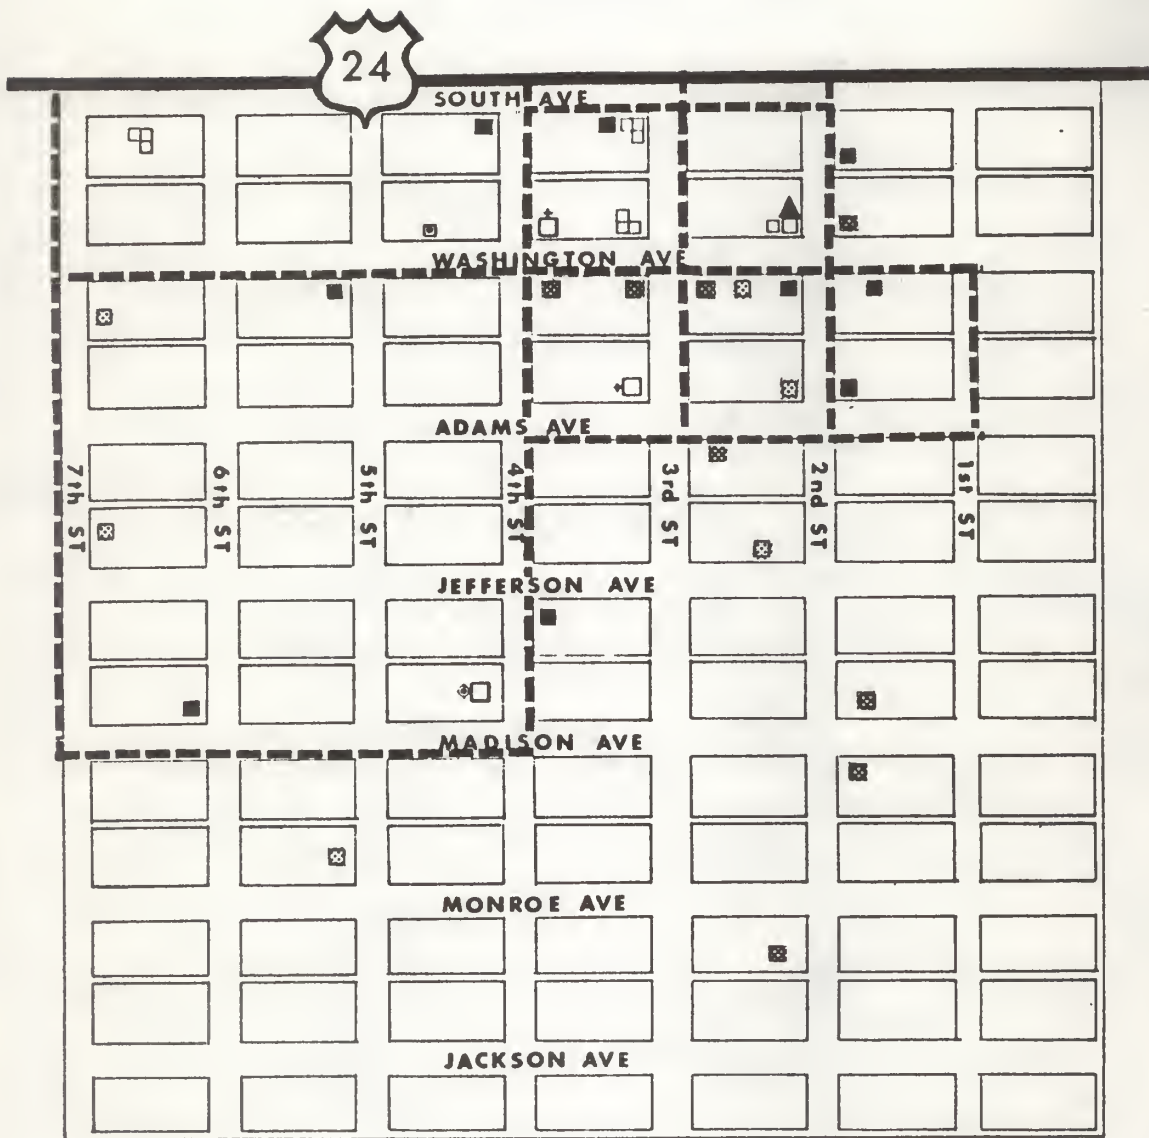 24
SOUTH AVE
WASHINGTON AVE
ADAMS AVE
7th ST
6th ST
5th ST
4th ST
3rd ST
2nd ST
1st ST
JEFFERSON AVE
MADISON AVE
MONROE AVE
JACKSON AVE